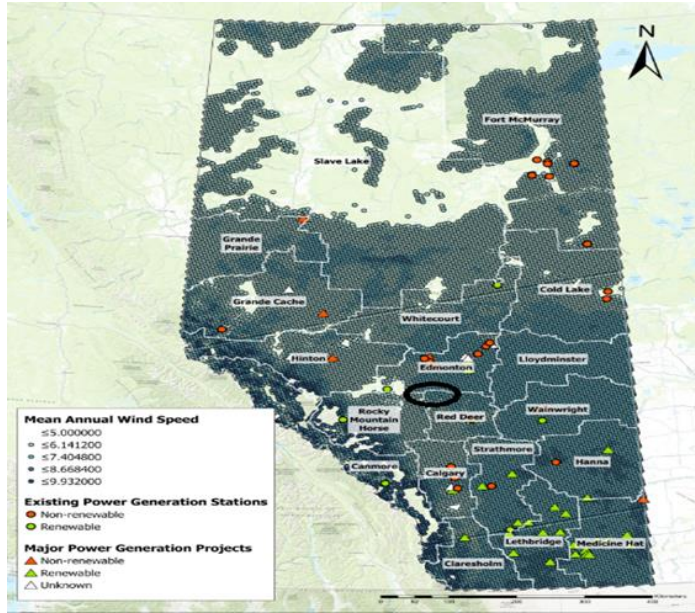 N
Fort McMurray
Slave Lake
Grande
Prairie
Grande Cache
Cold Lake
Whitecourt
Hinton
Edmonton
Lloydminster
Rocky
Mountain
Horse
Red Deer
Wainwright
Strathmore
Canmore
Calgary
Hanna
Lethbridge
Medicine Hat
Claresholm
Mean Annual Wind Speed
≤5.000000
≤6.141200
≤7.404800
≤8.668400
≤9.932000
Existing Power Generation Stations
Non-renewable
Renewable
Major Power Generation Projects
Non-renewable
Renewable
Unknown